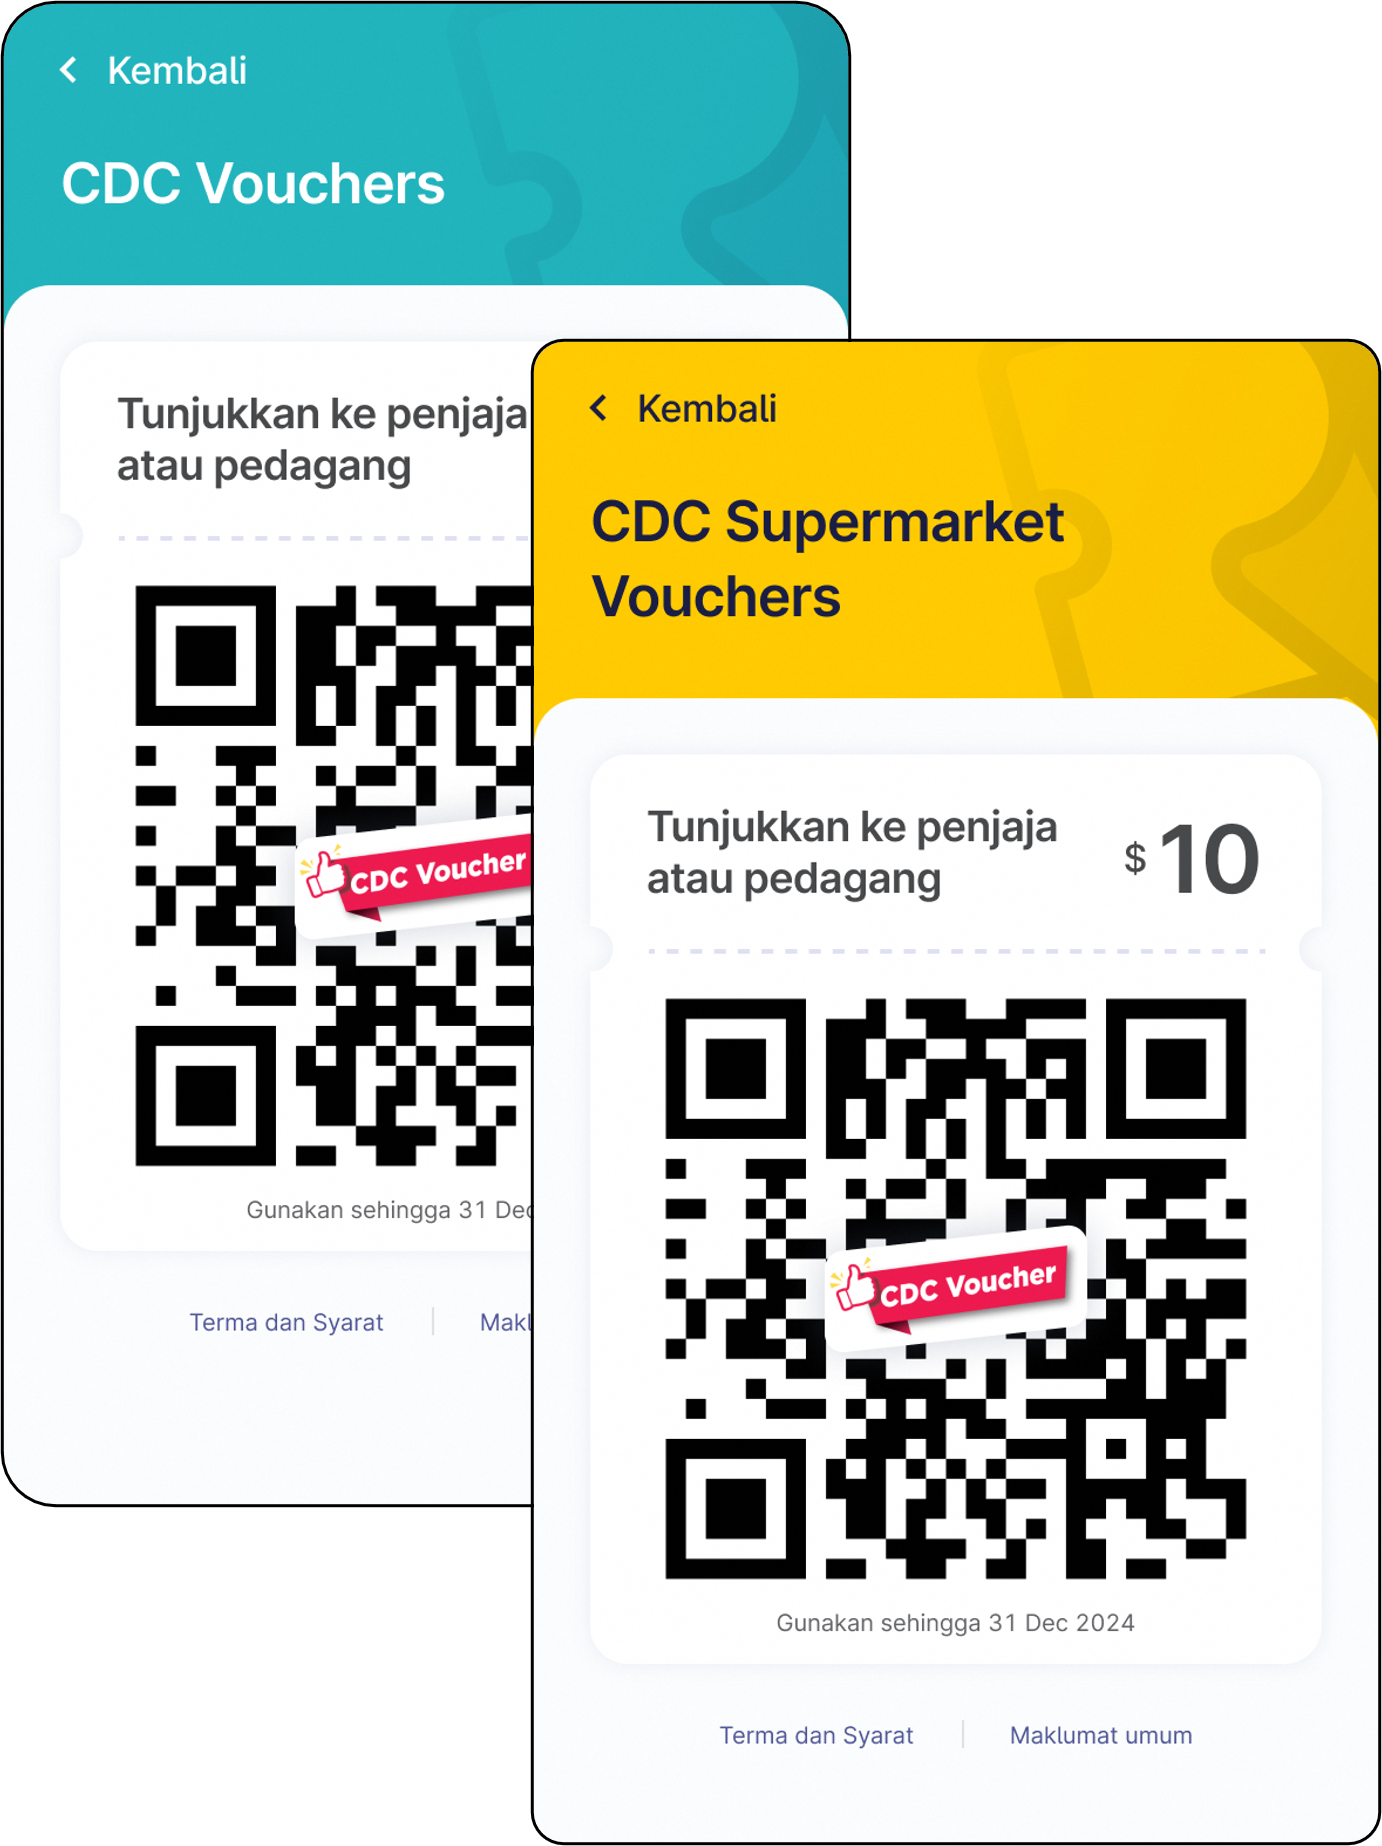 Kembali
CDC Vouchers
Tunjukkan ke penjaja
atau pedagang
CDC Voucher
Gunakan sehingga 31 Dec
Terma dan Syarat
Kembali
CDC Supermarket
Vouchers
Tunjukkan ke penjaja
atau pedagang
$10
CDC Voucher
Gunakan sehingga 31 Dec 2024
Terma dan Syarat | Maklumat umum